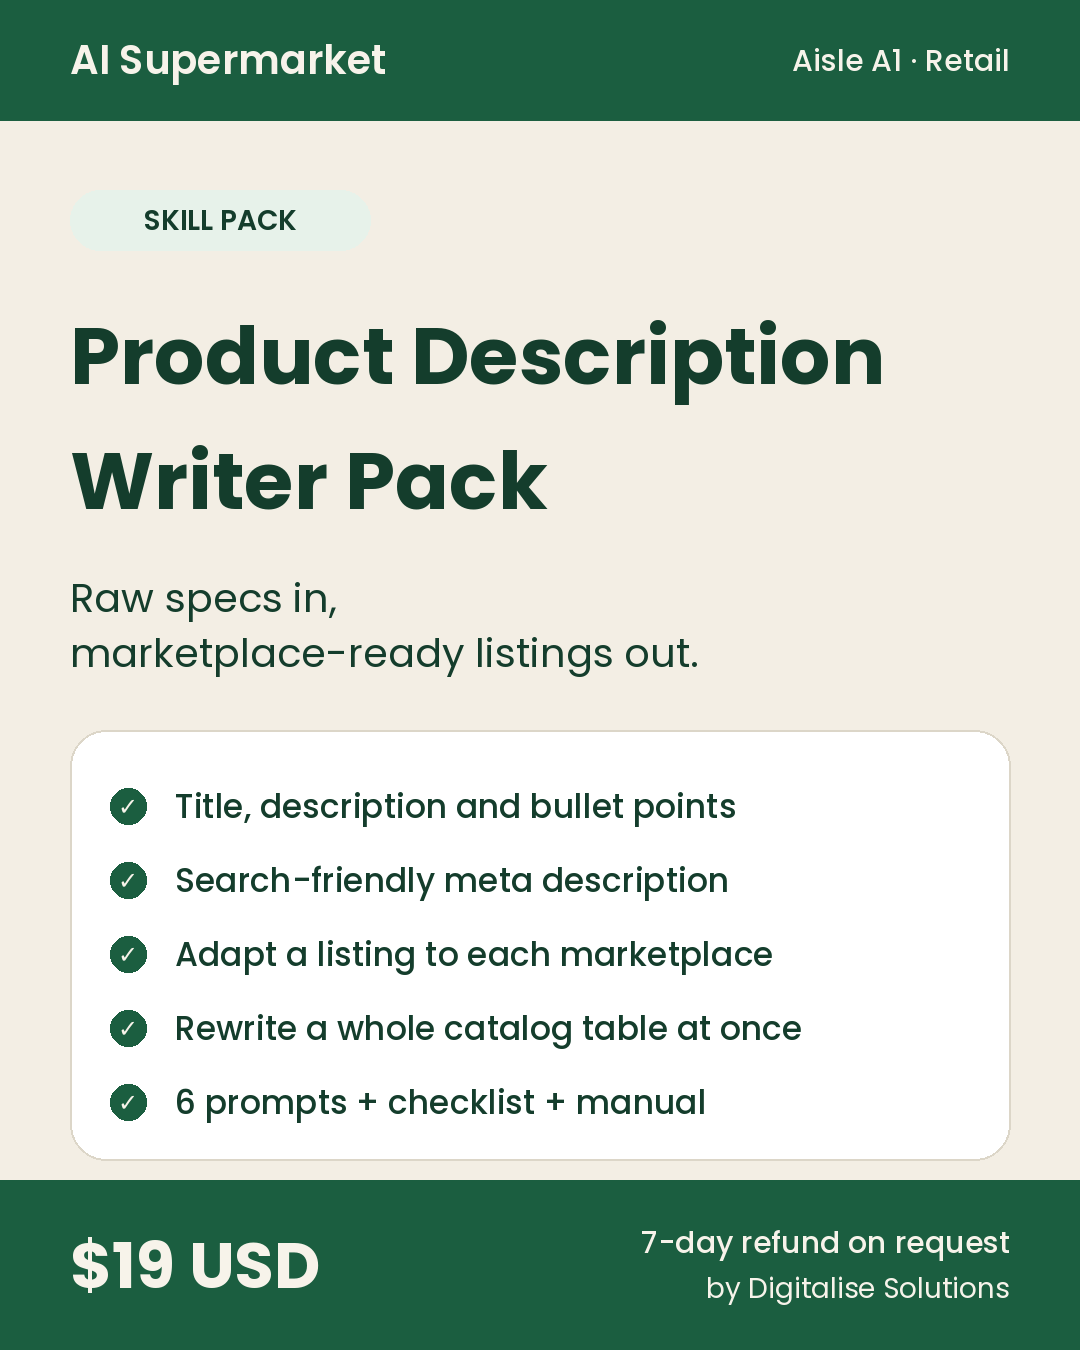 AI Supermarket
Aisle A1 · Retail
SKILL PACK
Product Description
Writer Pack
Raw specs in,
marketplace-ready listings out.
✓ Title, description and bullet points
✓ Search-friendly meta description
✓ Adapt a listing to each marketplace
✓ Rewrite a whole catalog table at once
✓ 6 prompts + checklist + manual
$19 USD
7-day refund on request
by Digitalise Solutions